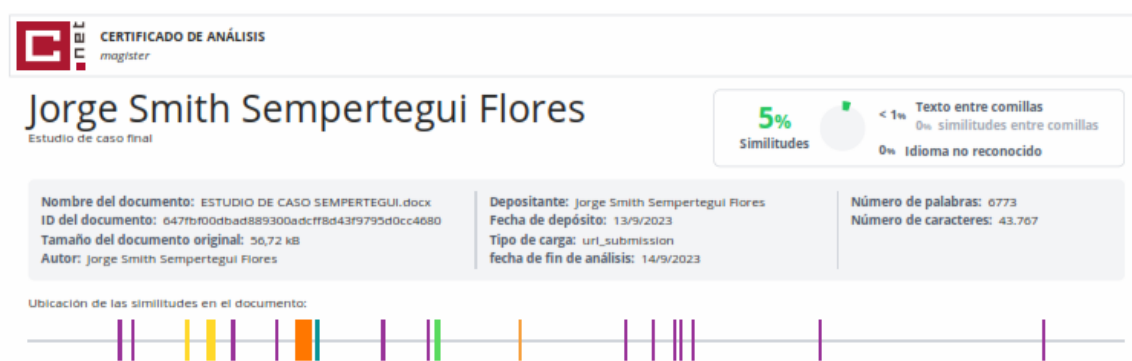 C
net
CERTIFICADO DE ANÁLISIS
magister
Jorge Smith Sempertegui Flores
Estudio de caso final
5%
Similitudes
< 1% Texto entre comillas
0% similitudes entre comillas
0% Idioma no reconocido
Nombre del documento: ESTUDIO DE CASO SEMPERTEGUI.docx
ID del documento: 647fbf00dbad889300adcff8d43f9795d0cc4680
Tamaño del documento original: 56,72 kB
Autor: Jorge Smith Sempertegui Flores
Depositante: Jorge Smith Sempertegui Flores
Fecha de depósito: 13/9/2023
Tipo de carga: url_submission
fecha de fin de análisis: 14/9/2023
Número de palabras: 6773
Número de caracteres: 43.767
Ubicación de las similitudes en el documento: